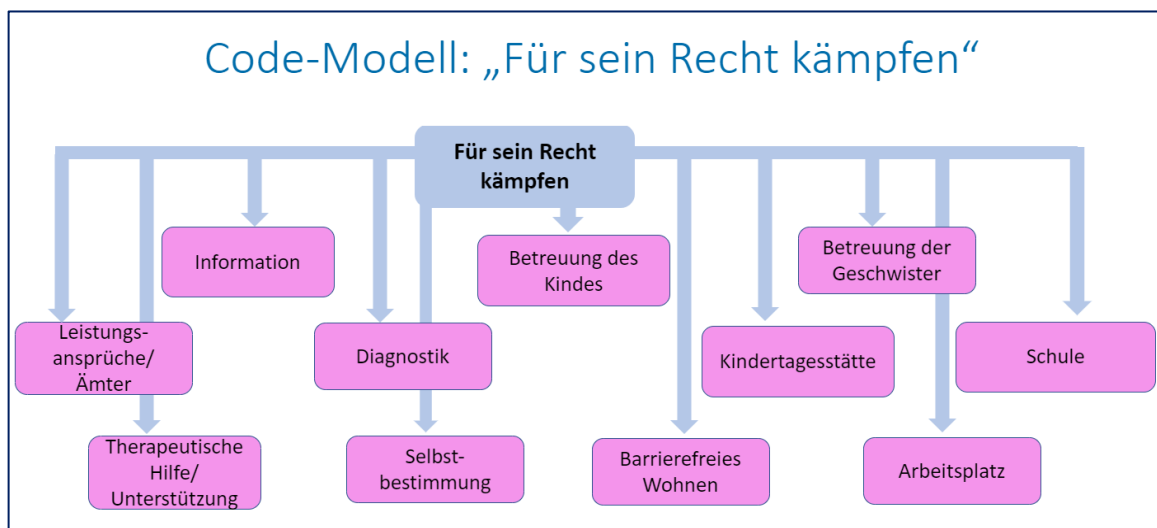 Code-Modell: „Für sein Recht kämpfen“
Für sein Recht
kämpfen
Information
Betreuung des
Kindes
Betreuung der
Geschwister
Leistungs-
ansprüche/
Ämter
Diagnostik
Kindertagesstätte
Schule
Therapeutische
Hilfe/
Unterstützung
Selbst-
bestimmung
Barrierefreies
Wohnen
Arbeitsplatz